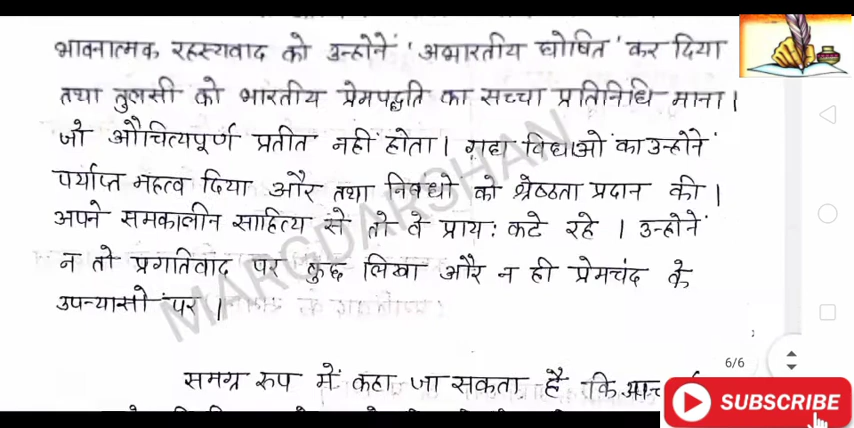 भावनात्मक रहस्यवाद को उन्होनें 'अभारतीय घोषित' कर दिया
तथा तुलसी को भारतीय प्रेमपद्धति का सच्चा प्रतिनिधि माना।
जो औचित्यपूर्ण प्रतीत नहीं होता। गद्य विधाओं का उन्होनें
पर्याप्त महत्व दिया और तथा निबंधो को श्रेष्ठता प्रदान की।
अपने समकालीन साहित्य से तो वे प्राय: कटे रहे । उन्होनें
न तो प्रगतिवाद पर कुछ लिखा और न ही प्रेमचंद के
उपन्यासों पर ।
MARGDARSHAN
6/6
समग्र रुप में कहा जा सकता है कि
SUBSCRIBE